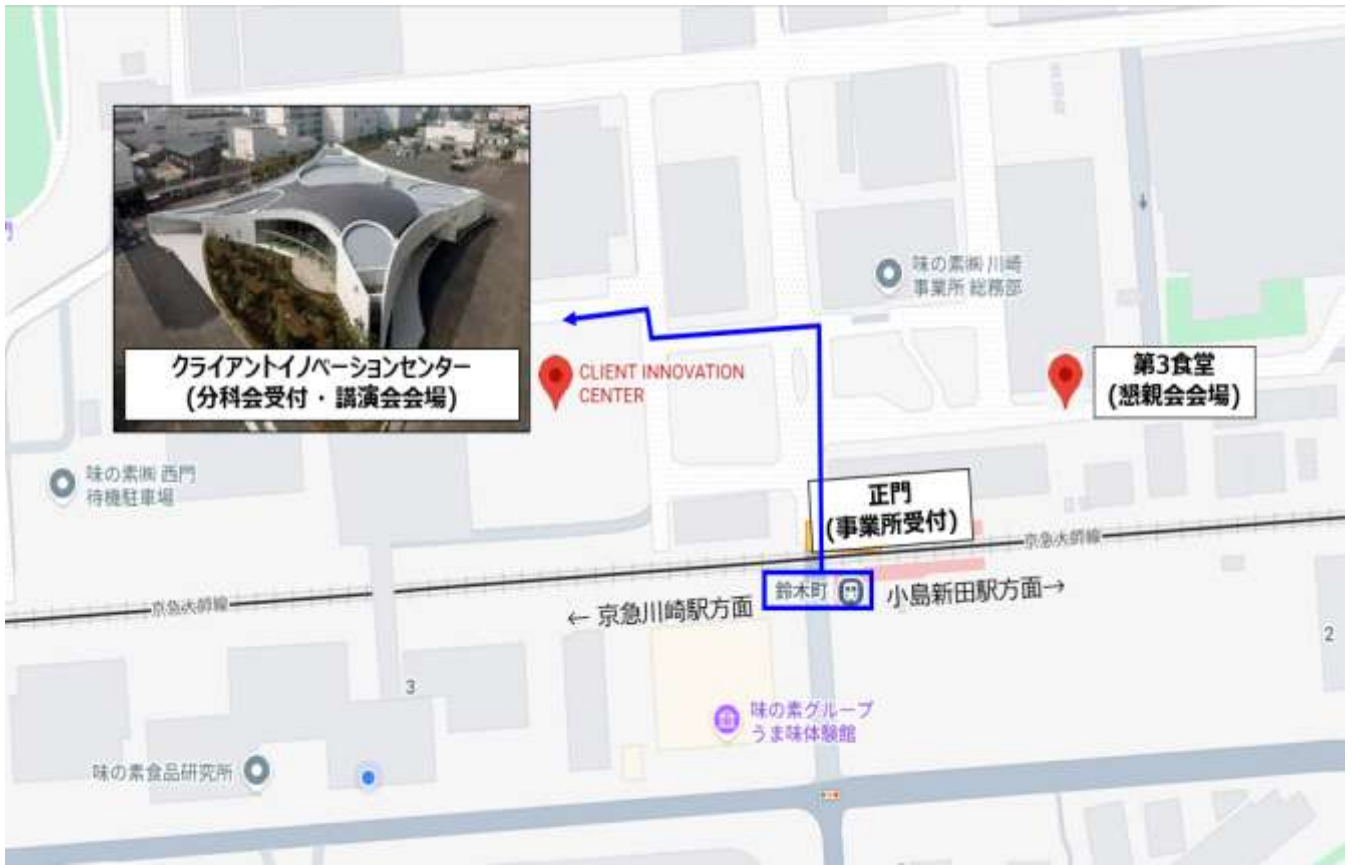 門
味の素㈱ 川崎
事業所 総務部
クライアントイノベーションセンター
(分科会受付・講演会会場)
CLIENT INNOVATION
CENTER
第3食堂
(懇親会会場)
味の素㈱ 西門
待機駐車場
正門
(事業所受付)
京急大師線
京急大師線
鈴木町
← 京急川崎駅方面
小島新田駅方面→
2
3
味の素グループ
うま味体験館
味の素食品研究所